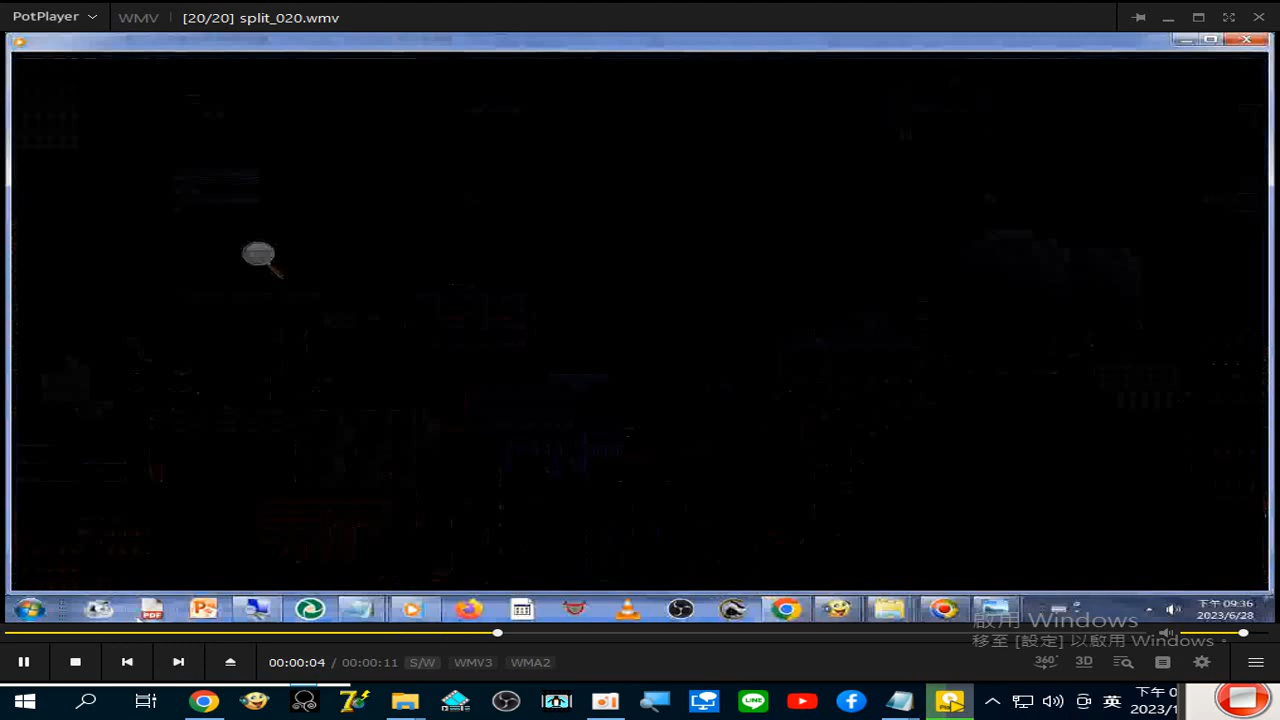 PotPlayer WMV [20/20] split_020.wmv
PDF
下午 09:36
2023/6/28
啟用 Windows
移至 [設定] 以啟用 Windows。
00:00:04 / 00:00:11 S/W WMV3 WMA2
360° 3D
LINE
英
下午 0
2023/1